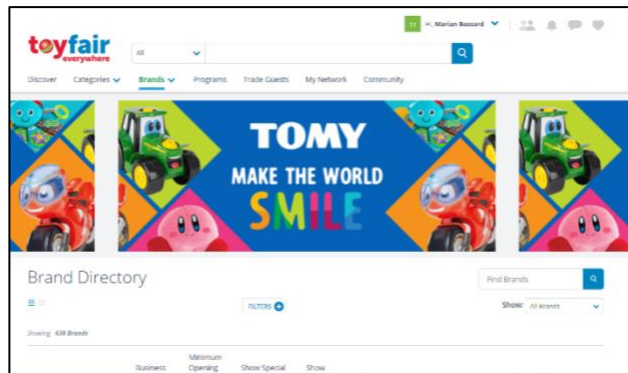 TT Hi, Marian Bossard
toyfair
everywhere
All
Discover Categories Brands Programs Trade Guests My Network Community
TOMY
MAKE THE WORLD
SMILE
Brand Directory
Find Brands
FILTERS
Show: All Brands
Showing 638 Brands
Minimum
Business Opening Show Special Show